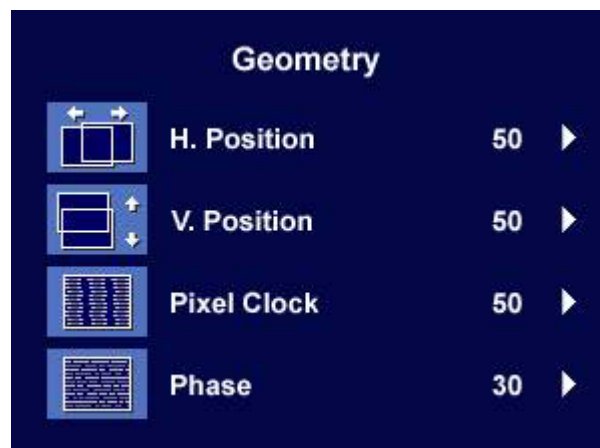 Geometry
H. Position 50
V. Position 50
Pixel Clock 50
Phase 30